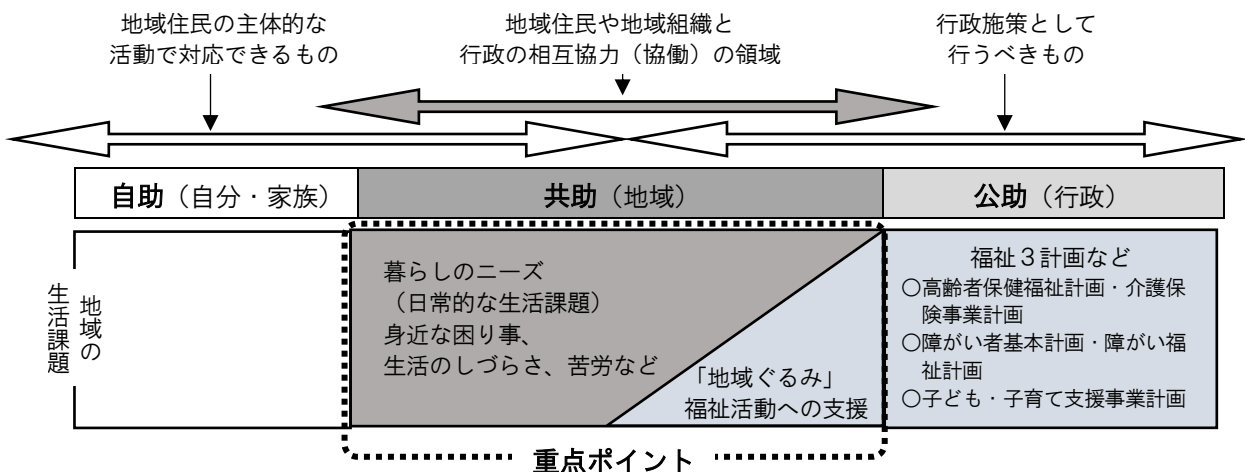 地域住民の主体的な
活動で対応できるもの
地域住民や地域組織と
行政の相互協力（協働）の領域
行政施策として
行うべきもの
自助（自分・家族）
共助（地域）
公助（行政）
地域の
生活課題
暮らしのニーズ
（日常的な生活課題）
身近な困り事、
生活のしづらさ、苦労など
「地域ぐるみ」
福祉活動への支援
福祉３計画など
○高齢者保健福祉計画・介護保
険事業計画
○障がい者基本計画・障がい福
祉計画
○子ども・子育て支援事業計画
重点ポイント